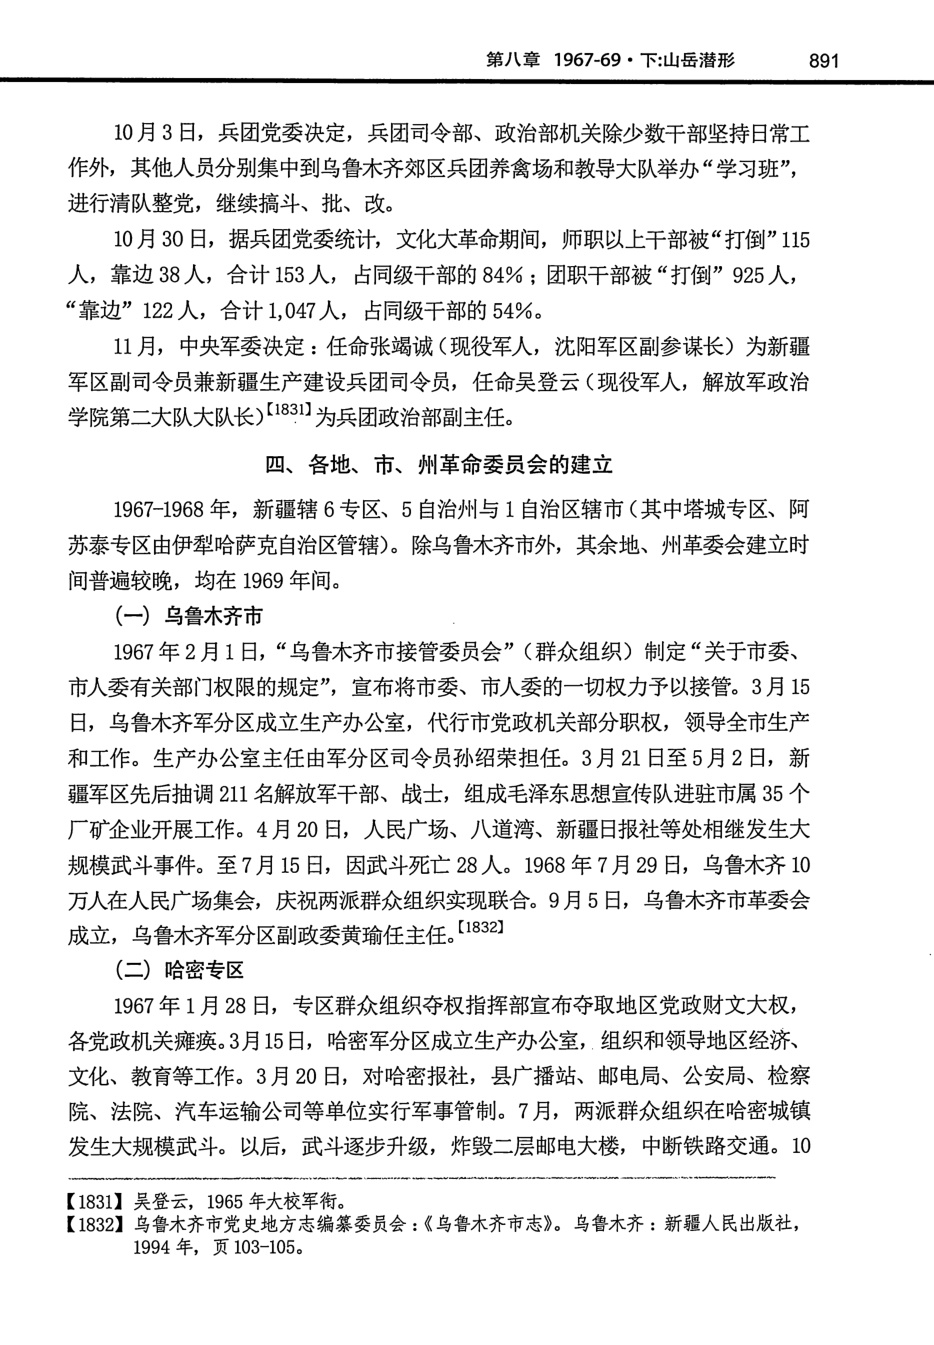 第八章 1967-69·下:山岳潜形 891
10月3日，兵团党委决定，兵团司令部、政治部机关除少数干部坚持日常工
作外，其他人员分别集中到乌鲁木齐郊区兵团养禽场和教导大队举办“学习班”，
进行清队整党，继续搞斗、批、改。
10月30日，据兵团党委统计，文化大革命期间，师职以上干部被“打倒”115
人，靠边38人，合计153人，占同级干部的84%；团职干部被“打倒”925人，
“靠边”122人，合计1,047人，占同级干部的54%。
11月，中央军委决定：任命张竭诚（现役军人，沈阳军区副参谋长）为新疆
军区副司令员兼新疆生产建设兵团司令员，任命吴登云（现役军人，解放军政治
学院第二大队大队长）【1831】为兵团政治部副主任。
四、各地、市、州革命委员会的建立
1967-1968年，新疆辖6专区、5自治州与1自治区辖市（其中塔城专区、阿
苏泰专区由伊犁哈萨克自治区管辖）。除乌鲁木齐市外，其余地、州革委会建立时
间普遍较晚，均在1969年间。
（一）乌鲁木齐市
1967年2月1日，“乌鲁木齐市接管委员会”（群众组织）制定“关于市委、
市人委有关部门权限的规定”，宣布将市委、市人委的一切权力予以接管。3月15
日，乌鲁木齐军分区成立生产办公室，代行市党政机关部分职权，领导全市生产
和工作。生产办公室主任由军分区司令员孙绍荣担任。3月21日至5月2日，新
疆军区先后抽调211名解放军干部、战士，组成毛泽东思想宣传队进驻市属35个
厂矿企业开展工作。4月20日，人民广场、八道湾、新疆日报社等处相继发生大
规模武斗事件。至7月15日，因武斗死亡28人。1968年7月29日，乌鲁木齐10
万人在人民广场集会，庆祝两派群众组织实现联合。9月5日，乌鲁木齐市革委会
成立，乌鲁木齐军分区副政委黄瑜任主任。【1832】
（二）哈密专区
1967年1月28日，专区群众组织夺权指挥部宣布夺取地区党政财文大权，
各党政机关瘫痪。3月15日，哈密军分区成立生产办公室，组织和领导地区经济、
文化、教育等工作。3月20日，对哈密报社，县广播站、邮电局、公安局、检察
院、法院、汽车运输公司等单位实行军事管制。7月，两派群众组织在哈密城镇
发生大规模武斗。以后，武斗逐步升级，炸毁二层邮电大楼，中断铁路交通。10
【1831】吴登云，1965年大校军衔。
【1832】乌鲁木齐市党史地方志编纂委员会：《乌鲁木齐市志》。乌鲁木齐：新疆人民出版社，
1994年，页103-105。